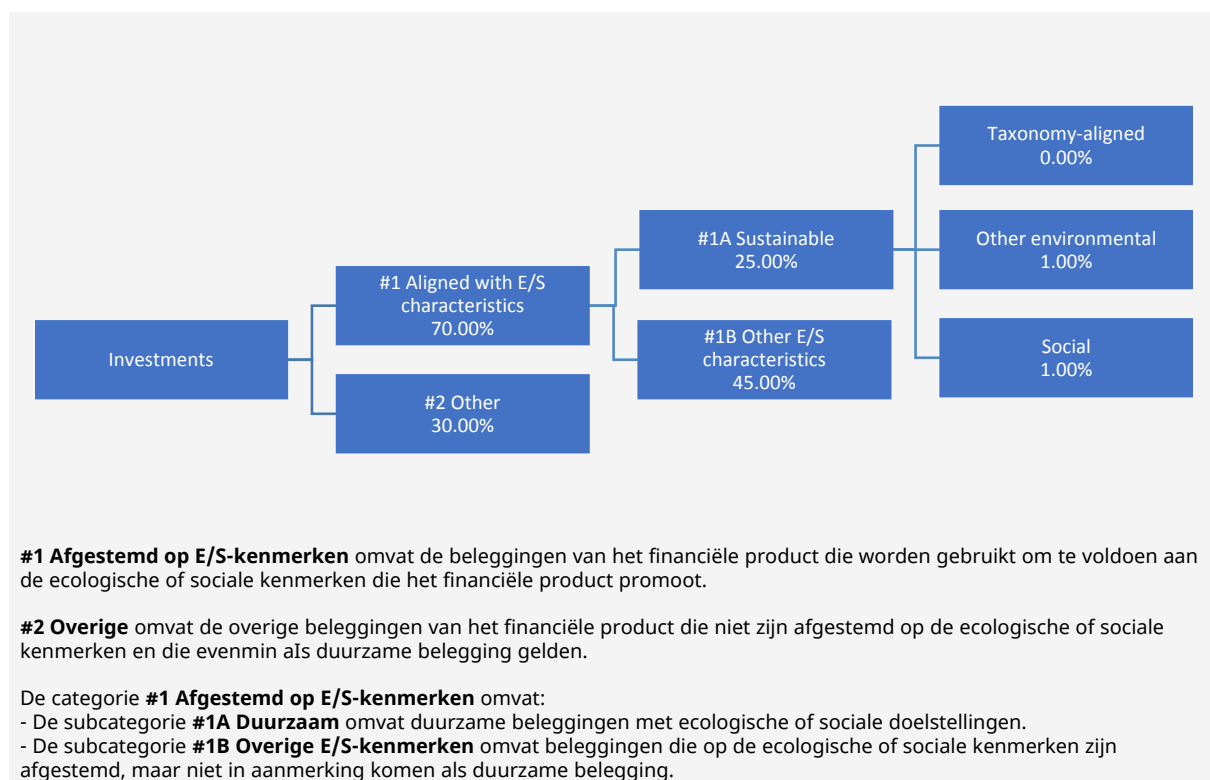 Taxonomy-aligned
0.00%
#1A Sustainable
25.00%
Other environmental
1.00%
#1 Aligned with E/S
characteristics
70.00%
Investments
#1B Other E/S
characteristics
45.00%
Social
1.00%
#2 Other
30.00%
#1 Afgestemd op E/S-kenmerken omvat de beleggingen van het financiële product die worden gebruikt om te voldoen aan
de ecologische of sociale kenmerken die het financiële product promoot.
#2 Overige omvat de overige beleggingen van het financiële product die niet zijn afgestemd op de ecologische of sociale
kenmerken en die evenmin aIs duurzame belegging gelden.
De categorie #1 Afgestemd op E/S-kenmerken omvat:
- De subcategorie #1A Duurzaam omvat duurzame beleggingen met ecologische of sociale doelstellingen.
- De subcategorie #1B Overige E/S-kenmerken omvat beleggingen die op de ecologische of sociale kenmerken zijn
afgestemd, maar niet in aanmerking komen als duurzame belegging.